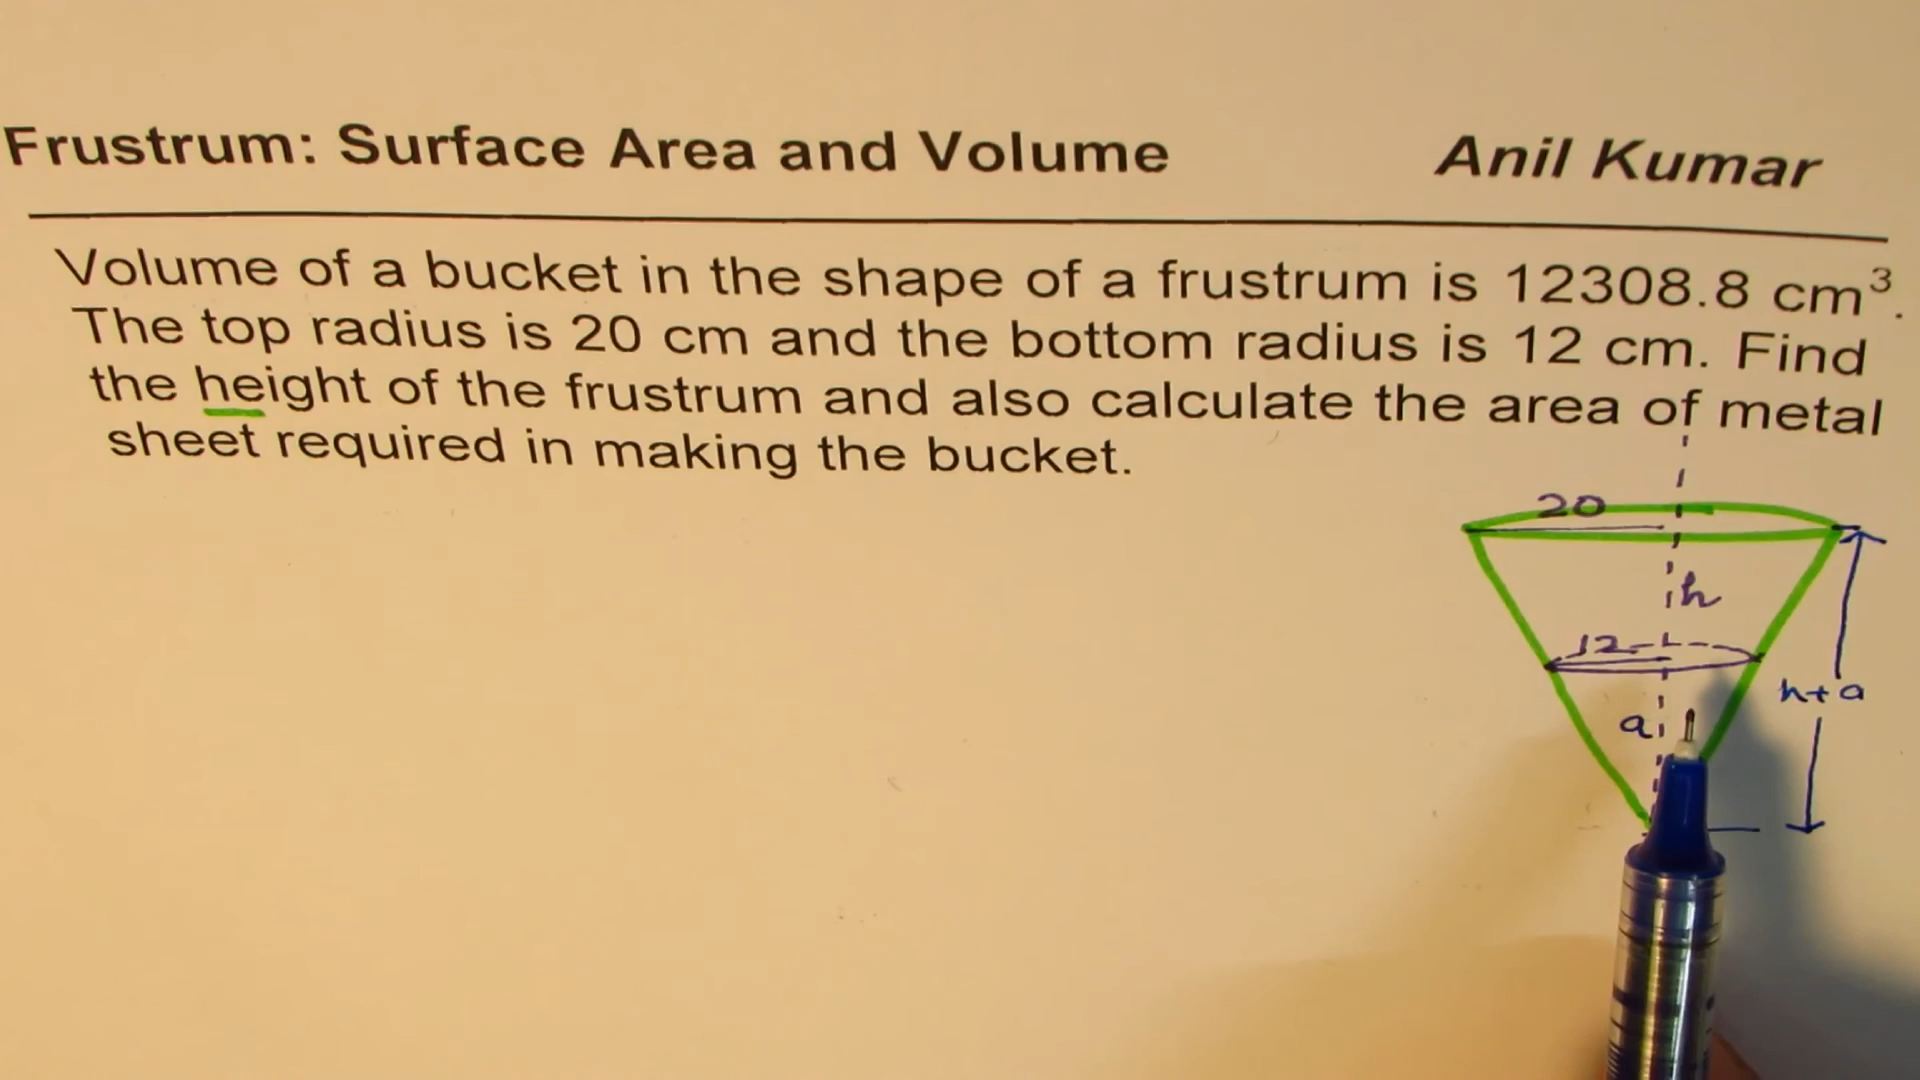 Frustrum: Surface Area and Volume Anil Kumar
Volume of a bucket in the shape of a frustrum is 12308.8 cm³.
The top radius is 20 cm and the bottom radius is 12 cm. Find
the height of the frustrum and also calculate the area of metal
sheet required in making the bucket.
20
h
12
h+a
a